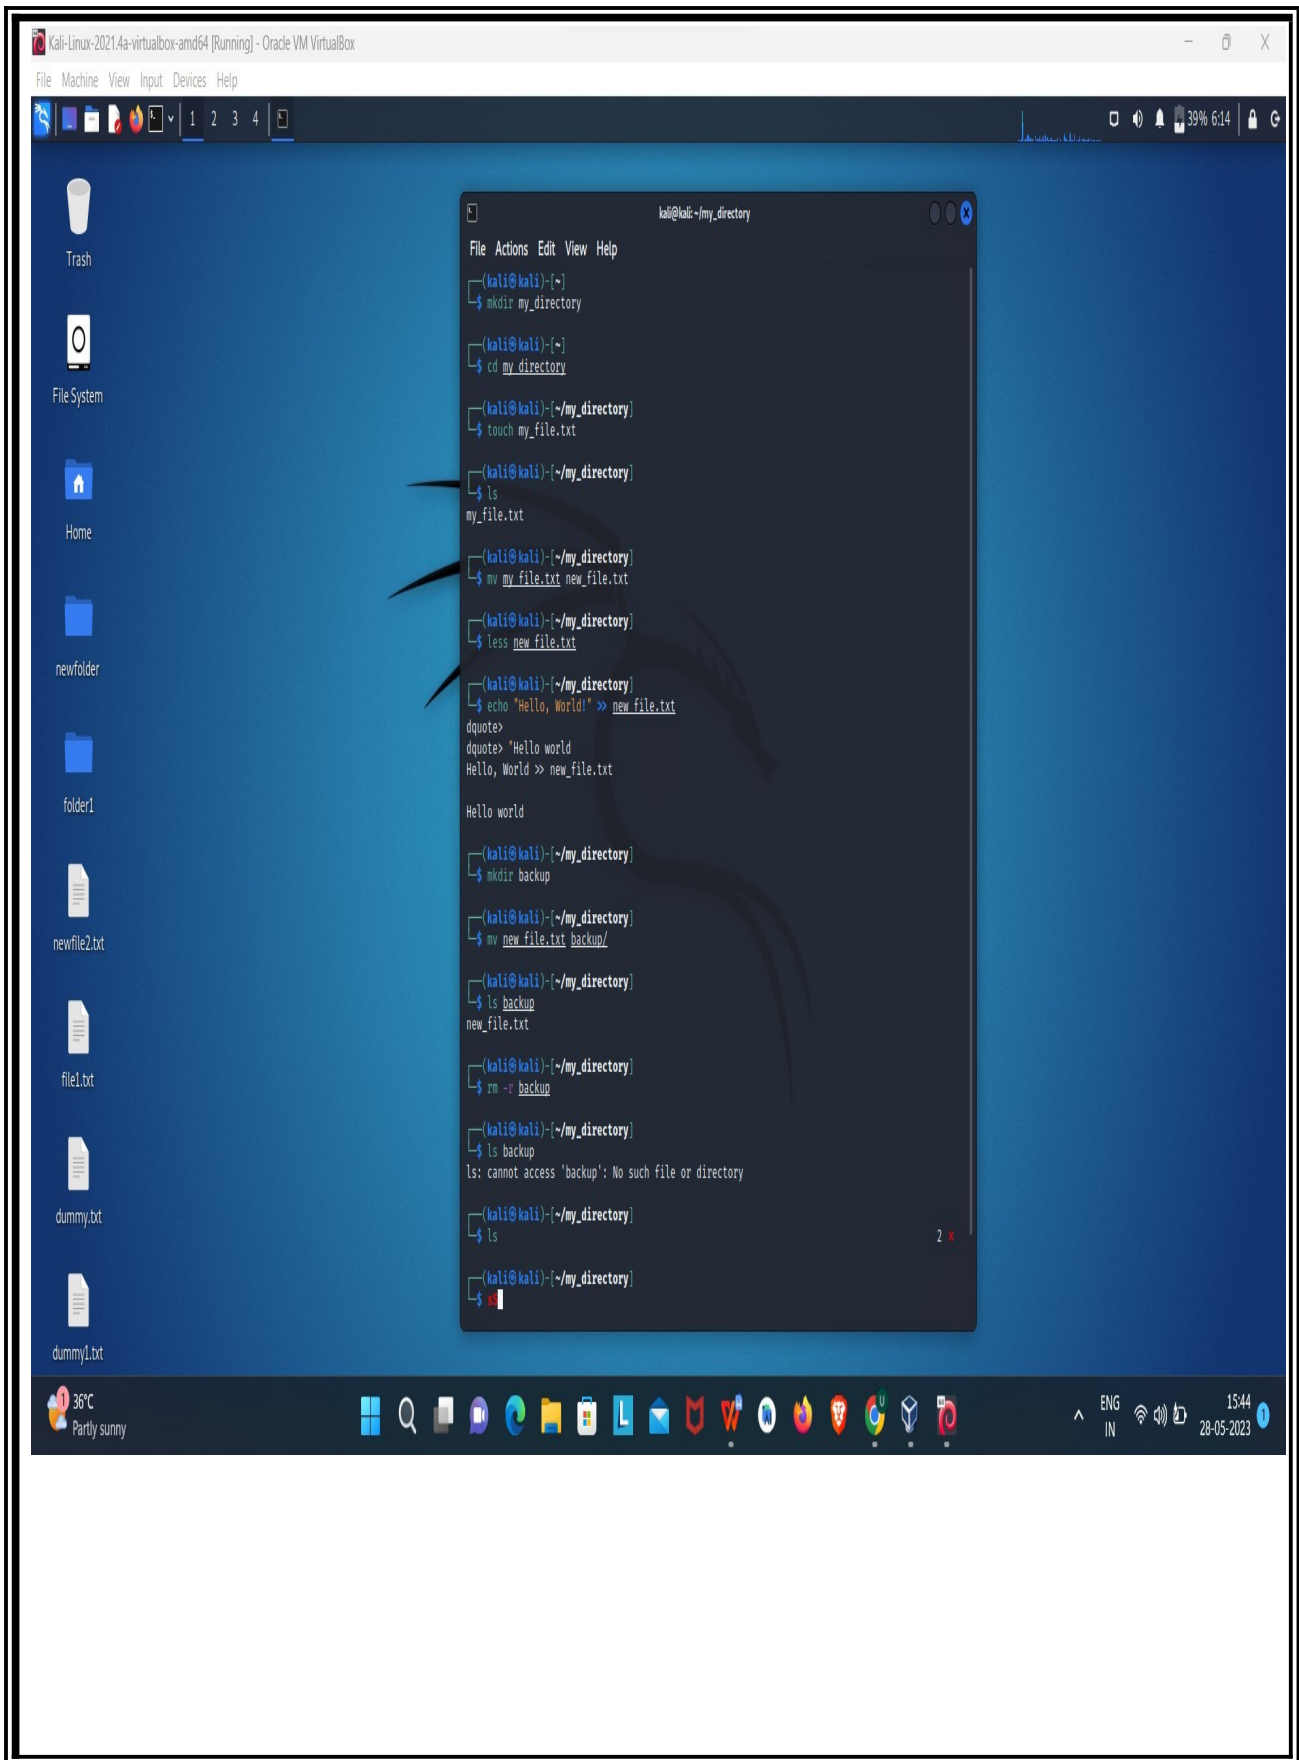 Kali-Linux-2021.4a-virtualbox-amd64 [Running] - Oracle VM VirtualBox
File Machine View Input Devices Help
1 2 3 4
39% 6:14
Trash
File System
Home
newfolder
folder1
newfile2.txt
file1.txt
dummy.txt
dummy1.txt
kali@kali: ~/my_directory
File Actions Edit View Help
(kali㉿kali)-[~]
$ mkdir my_directory
(kali㉿kali)-[~]
$ cd my_directory
(kali㉿kali)-[~/my_directory]
$ touch my_file.txt
(kali㉿kali)-[~/my_directory]
$ ls
my_file.txt
(kali㉿kali)-[~/my_directory]
$ mv my_file.txt new_file.txt
(kali㉿kali)-[~/my_directory]
$ less new_file.txt
(kali㉿kali)-[~/my_directory]
$ echo "Hello, World!" >> new_file.txt
dquote>
dquote> "Hello world
Hello, World >> new_file.txt
Hello world
(kali㉿kali)-[~/my_directory]
$ mkdir backup
(kali㉿kali)-[~/my_directory]
$ mv new_file.txt backup/
(kali㉿kali)-[~/my_directory]
$ ls backup
new_file.txt
(kali㉿kali)-[~/my_directory]
$ rm -r backup
(kali㉿kali)-[~/my_directory]
$ ls backup
ls: cannot access 'backup': No such file or directory
(kali㉿kali)-[~/my_directory]
$ ls 2 ⨯
(kali㉿kali)-[~/my_directory]
$ sS
1
36°C
Partly sunny
ENG
IN
15:44
28-05-2023
1